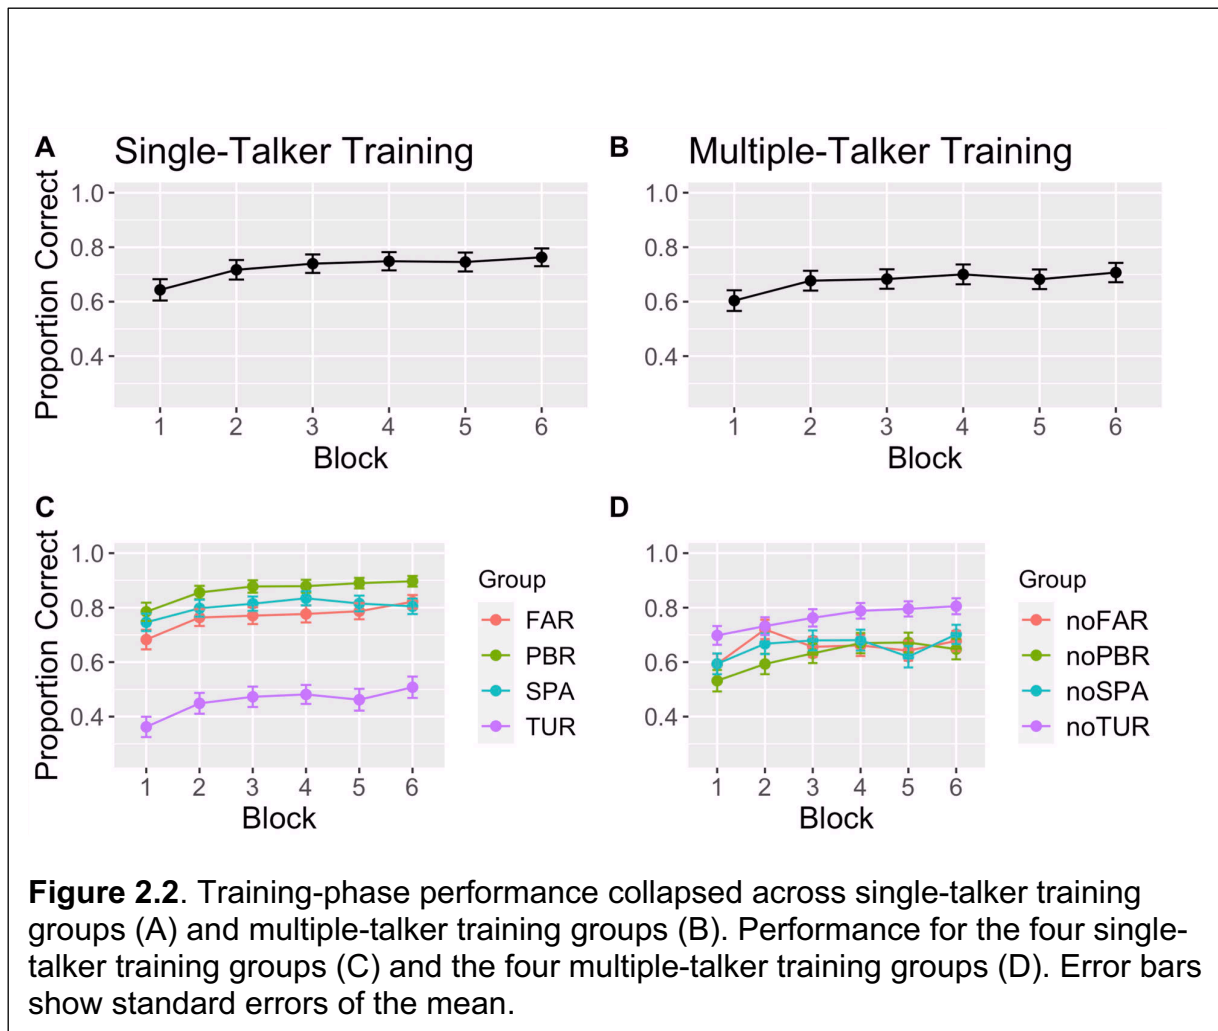 A Single-Talker Training
Proportion Correct
1.0
0.8
0.6
0.4
1 2 3 4 5 6
Block
B Multiple-Talker Training
1.0
0.8
0.6
0.4
1 2 3 4 5 6
Block
C
Proportion Correct
1.0
0.8
0.6
0.4
1 2 3 4 5 6
Block
Group
FAR
PBR
SPA
TUR
D
1.0
0.8
0.6
0.4
1 2 3 4 5 6
Block
Group
noFAR
noPBR
noSPA
noTUR
Figure 2.2. Training-phase performance collapsed across single-talker training
groups (A) and multiple-talker training groups (B). Performance for the four single-
talker training groups (C) and the four multiple-talker training groups (D). Error bars
show standard errors of the mean.